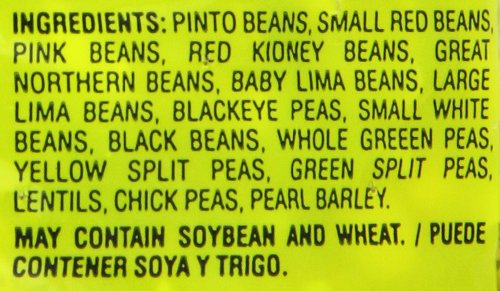 INGREDIENTS: PINTO BEANS, SMALL RED BEANS,
PINK BEANS, RED KIONEY BEANS, GREAT
NORTHERN BEANS, BABY LIMA BEANS, LARGE
LIMA BEANS, BLACKEYE PEAS, SMALL WHITE
BEANS, BLACK BEANS, WHOLE GREEEN PEAS,
YELLOW SPLIT PEAS, GREEN SPLIT PEAS,
LENTILS, CHICK PEAS, PEARL BARLEY.
MAY CONTAIN SOYBEAN AND WHEAT. / PUEDE
CONTENER SOYA Y TRIGO.